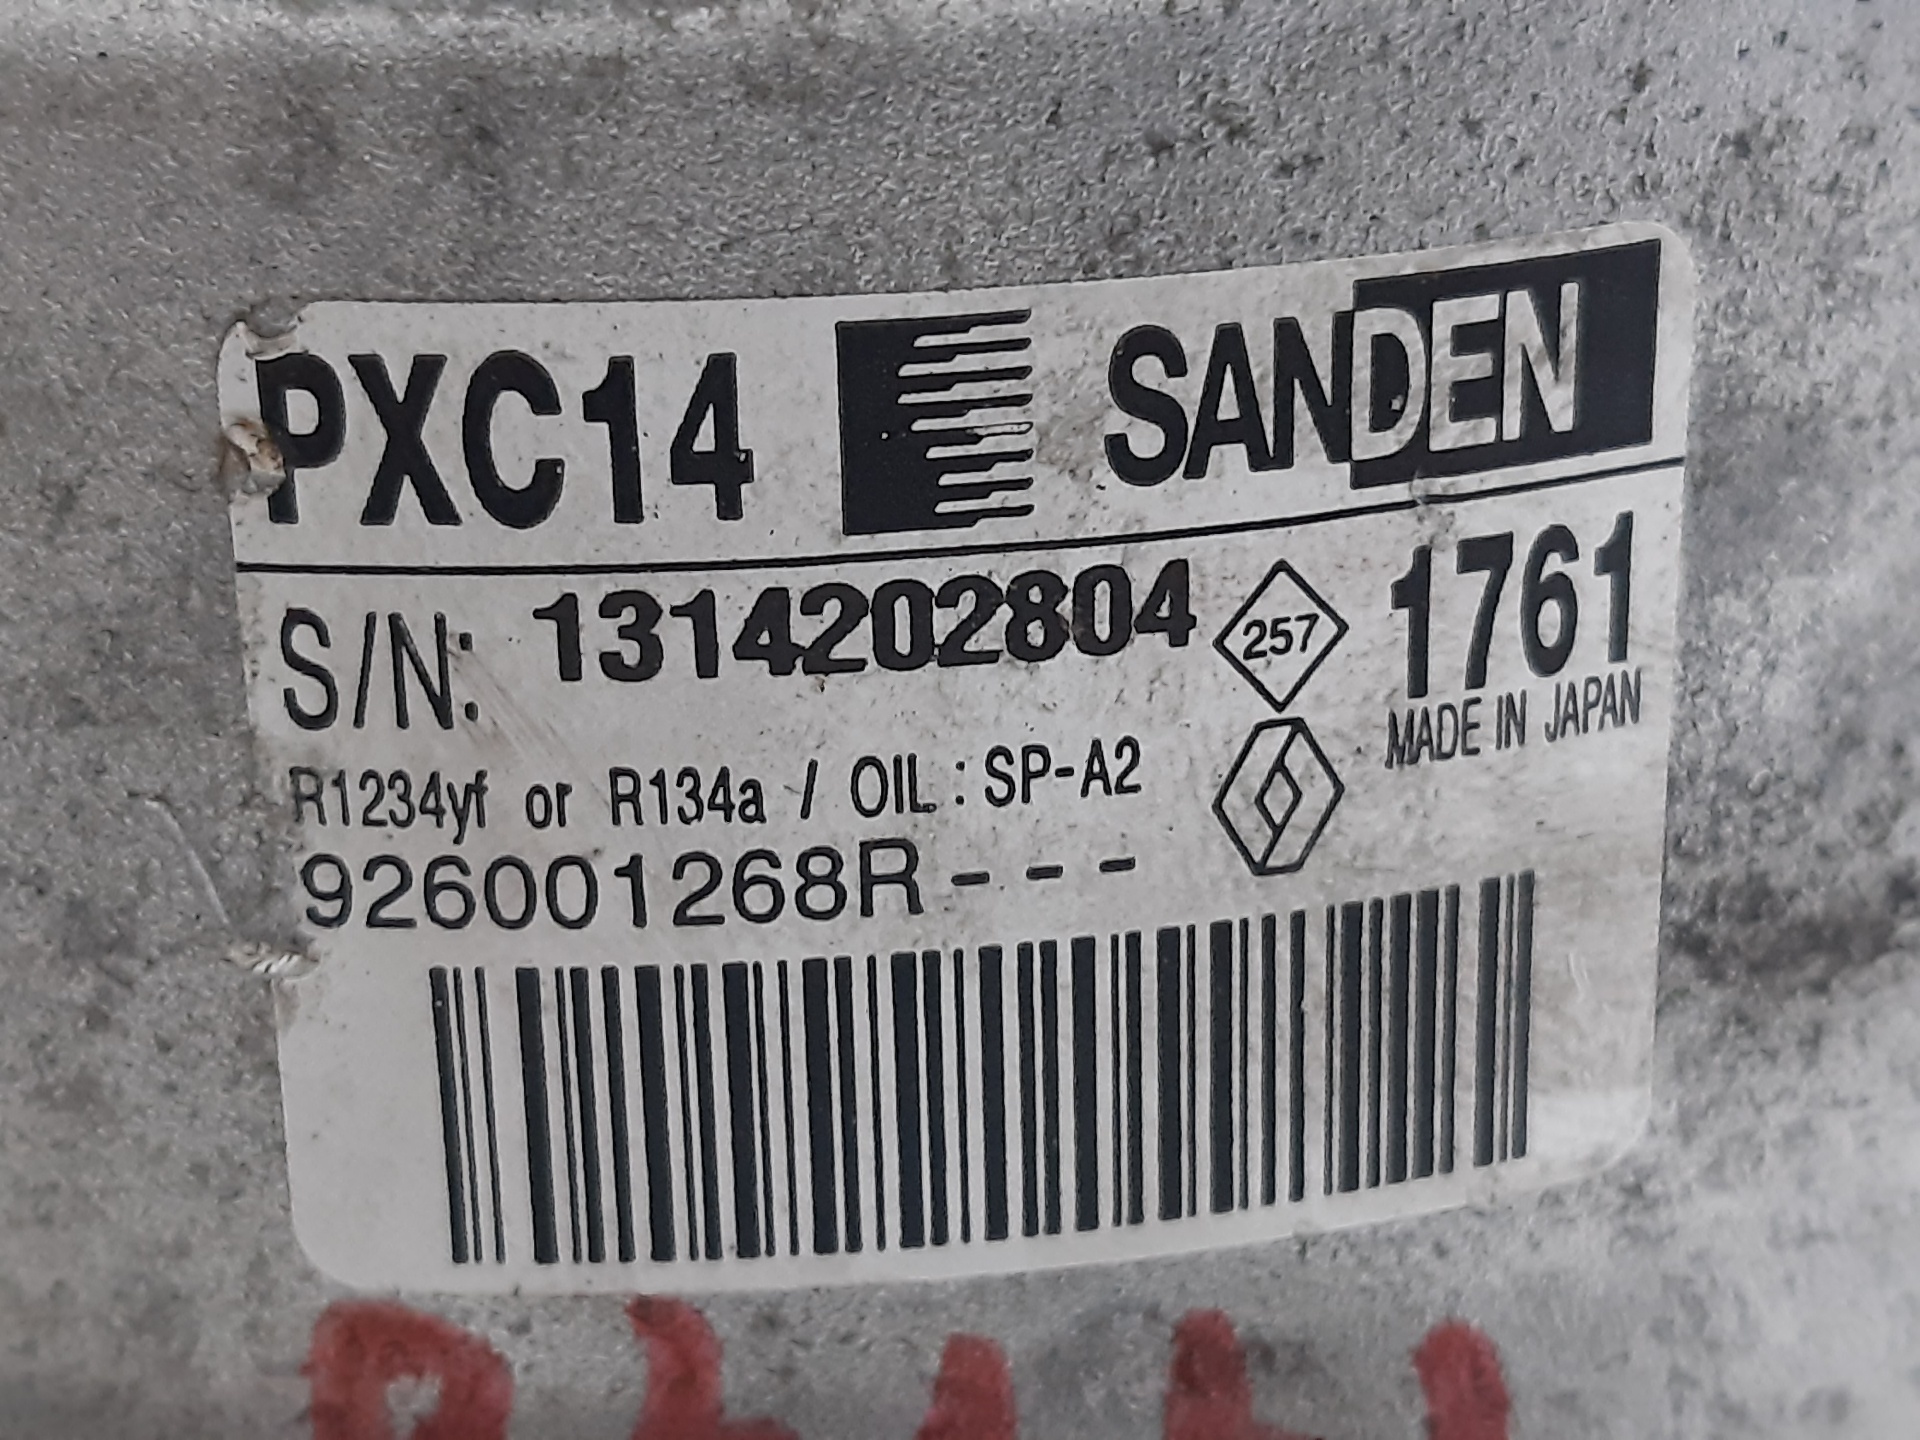 PXC14 SANDEN
S/N: 1314202804 257 1761
MADE IN JAPAN
R1234yf or R134a / OIL : SP-A2
926001268R - - -